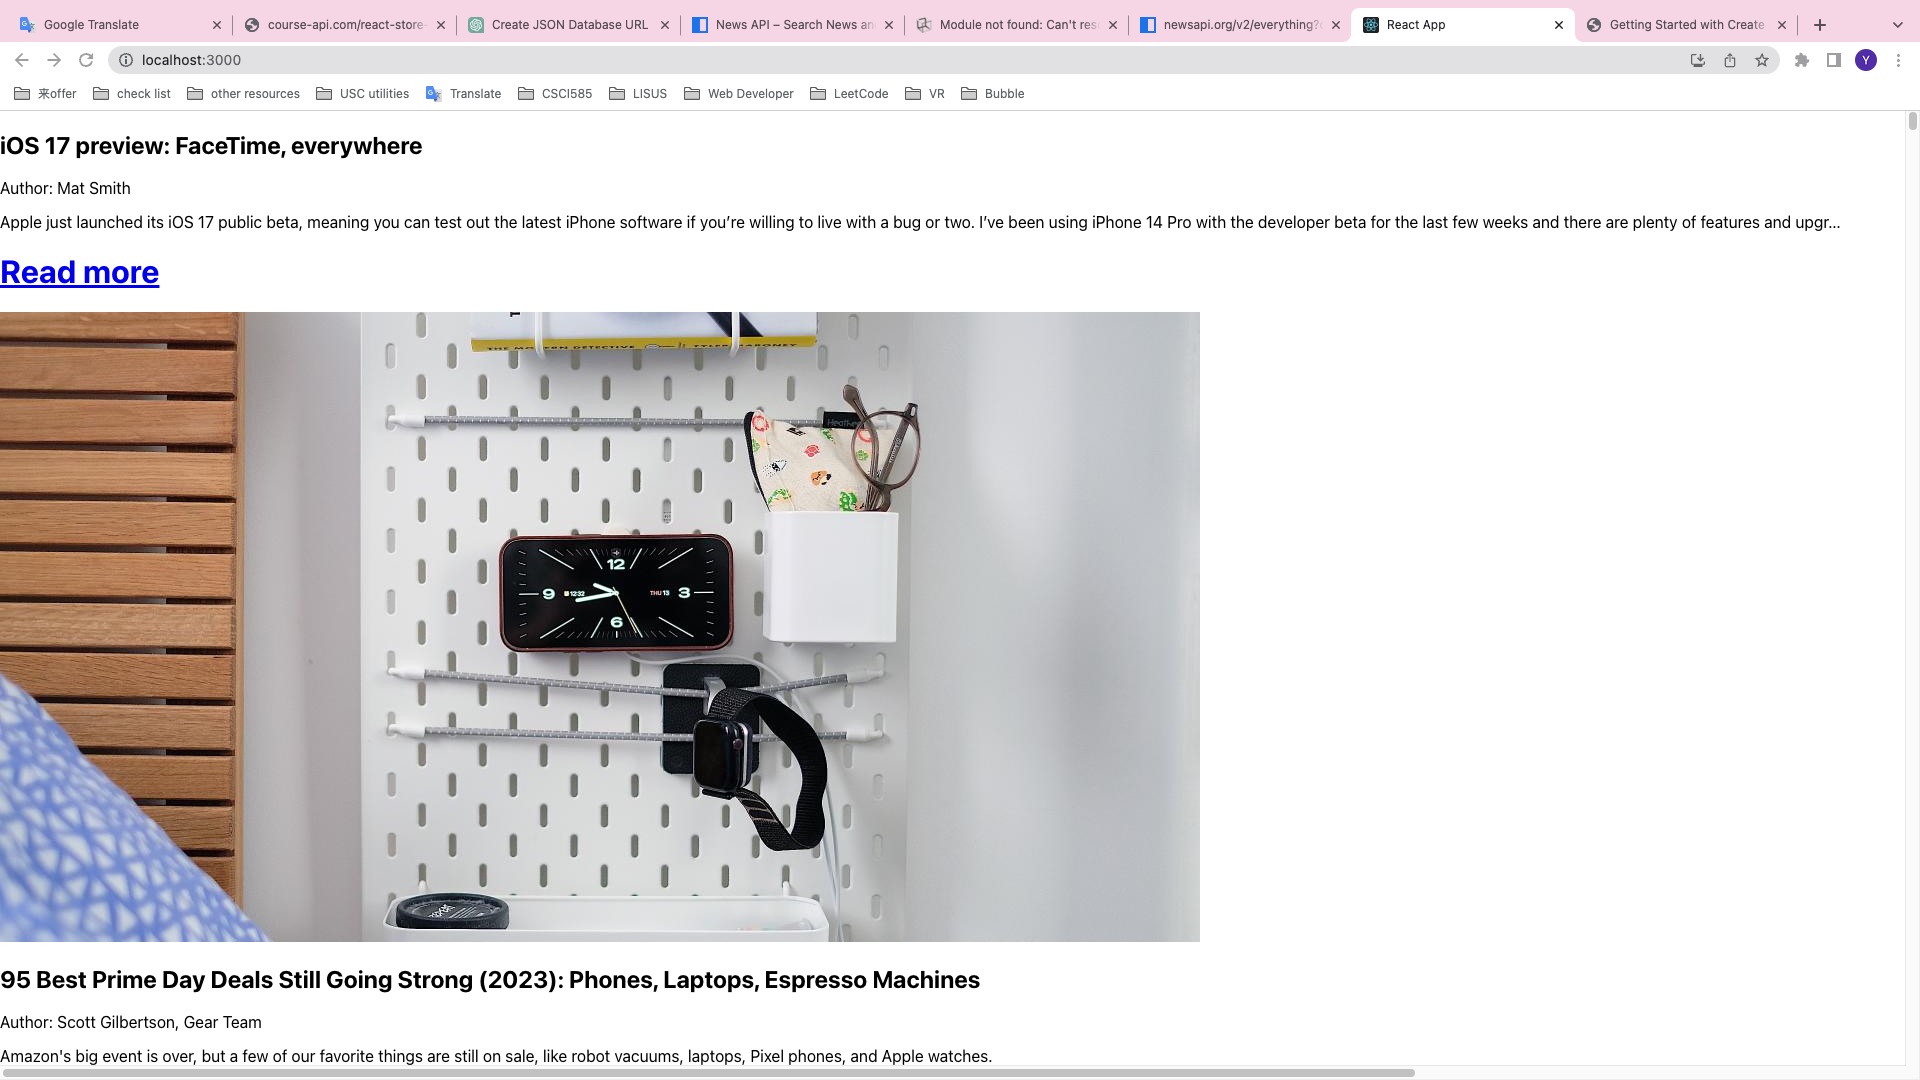 Google Translate
course-api.com/react-store-
Create JSON Database URL
News API – Search News an
Module not found: Can't res
newsapi.org/v2/everything?
React App
Getting Started with Create
localhost:3000
Y
来offer
check list
other resources
USC utilities
Translate
CSCI585
LISUS
Web Developer
LeetCode
VR
Bubble
iOS 17 preview: FaceTime, everywhere
Author: Mat Smith
Apple just launched its iOS 17 public beta, meaning you can test out the latest iPhone software if you’re willing to live with a bug or two. I’ve been using iPhone 14 Pro with the developer beta for the last few weeks and there are plenty of features and upgr…
Read more
THE MODERN DETECTIVE TYLER MARONEY
12
9 12:32 THU 13 3
6
95 Best Prime Day Deals Still Going Strong (2023): Phones, Laptops, Espresso Machines
Author: Scott Gilbertson, Gear Team
Amazon's big event is over, but a few of our favorite things are still on sale, like robot vacuums, laptops, Pixel phones, and Apple watches.